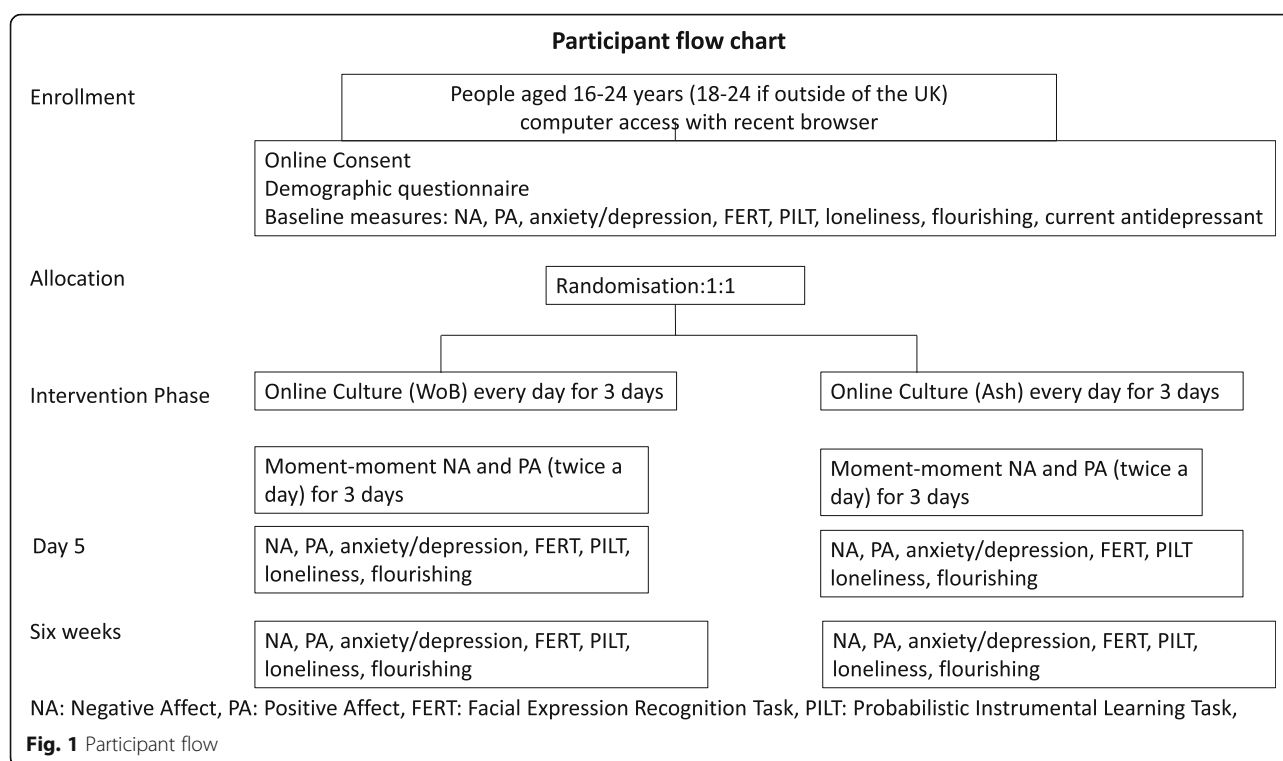 Participant flow chart
Enrollment
People aged 16-24 years (18-24 if outside of the UK)
computer access with recent browser
Online Consent
Demographic questionnaire
Baseline measures: NA, PA, anxiety/depression, FERT, PILT, loneliness, flourishing, current antidepressant
Allocation
Randomisation:1:1
Intervention Phase
Online Culture (WoB) every day for 3 days
Online Culture (Ash) every day for 3 days
Moment-moment NA and PA (twice a
day) for 3 days
Moment-moment NA and PA (twice a
day) for 3 days
Day 5
NA, PA, anxiety/depression, FERT, PILT,
loneliness, flourishing
NA, PA, anxiety/depression, FERT, PILT
loneliness, flourishing
Six weeks
NA, PA, anxiety/depression, FERT, PILT,
loneliness, flourishing
NA, PA, anxiety/depression, FERT, PILT,
loneliness, flourishing
NA: Negative Affect, PA: Positive Affect, FERT: Facial Expression Recognition Task, PILT: Probabilistic Instrumental Learning Task,
Fig. 1 Participant flow